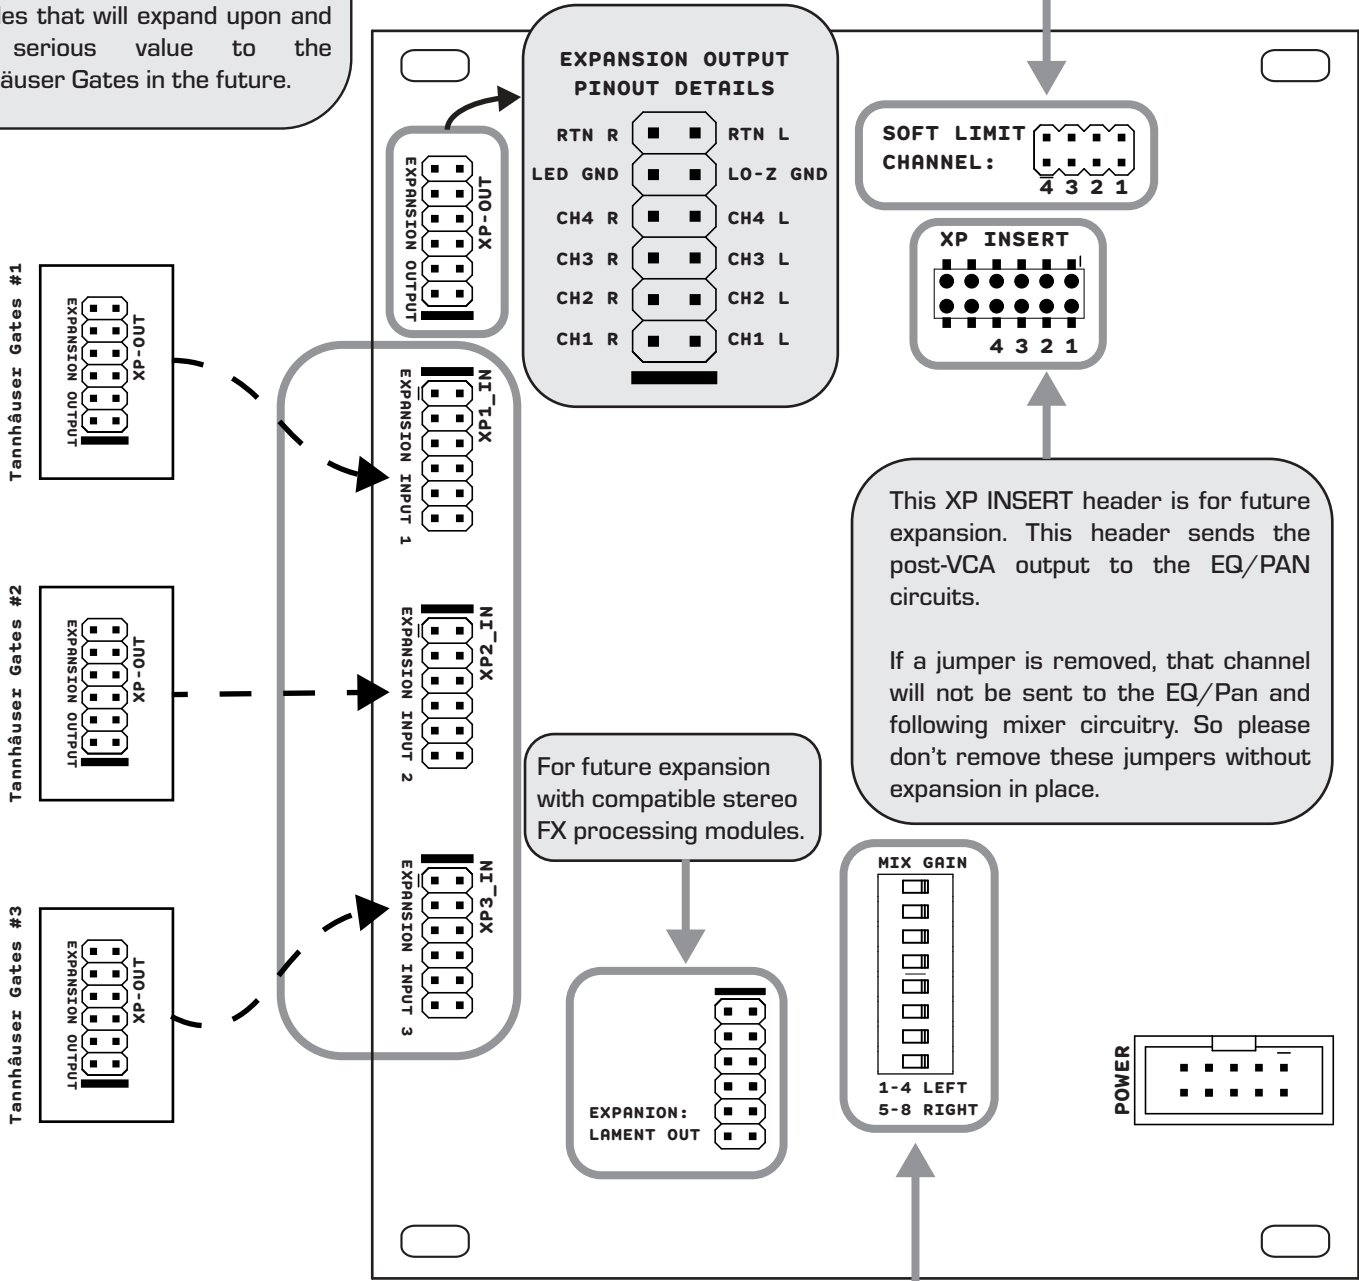 that will expand upon and
serious value to the
Gates in the future.
EXPANSION OUTPUT
PINOUT DETAILS
RTN R RTN L
LED GND LO-Z GND
CH4 R CH4 L
CH3 R CH3 L
CH2 R CH2 L
CH1 R CH1 L
SOFT LIMIT
CHANNEL:
4 3 2 1
XP INSERT
4 3 2 1
EXPANSION OUTPUT
XP-OUT
Tannhâuser Gates #1
EXPANSION OUTPUT
XP-OUT
XP1_IN
EXPANSION INPUT 1
This XP INSERT header is for future
expansion. This header sends the
post-VCA output to the EQ/PAN
circuits.
If a jumper is removed, that channel
will not be sent to the EQ/Pan and
following mixer circuitry. So please
don't remove these jumpers without
expansion in place.
Tannhâuser Gates #2
EXPANSION OUTPUT
XP-OUT
XP2_IN
EXPANSION INPUT 2
For future expansion
with compatible stereo
FX processing modules.
Tannhâuser Gates #3
EXPANSION OUTPUT
XP-OUT
XP3_IN
EXPANSION INPUT 3
MIX GAIN
1-4 LEFT
5-8 RIGHT
EXPANION:
LAMENT OUT
POWER